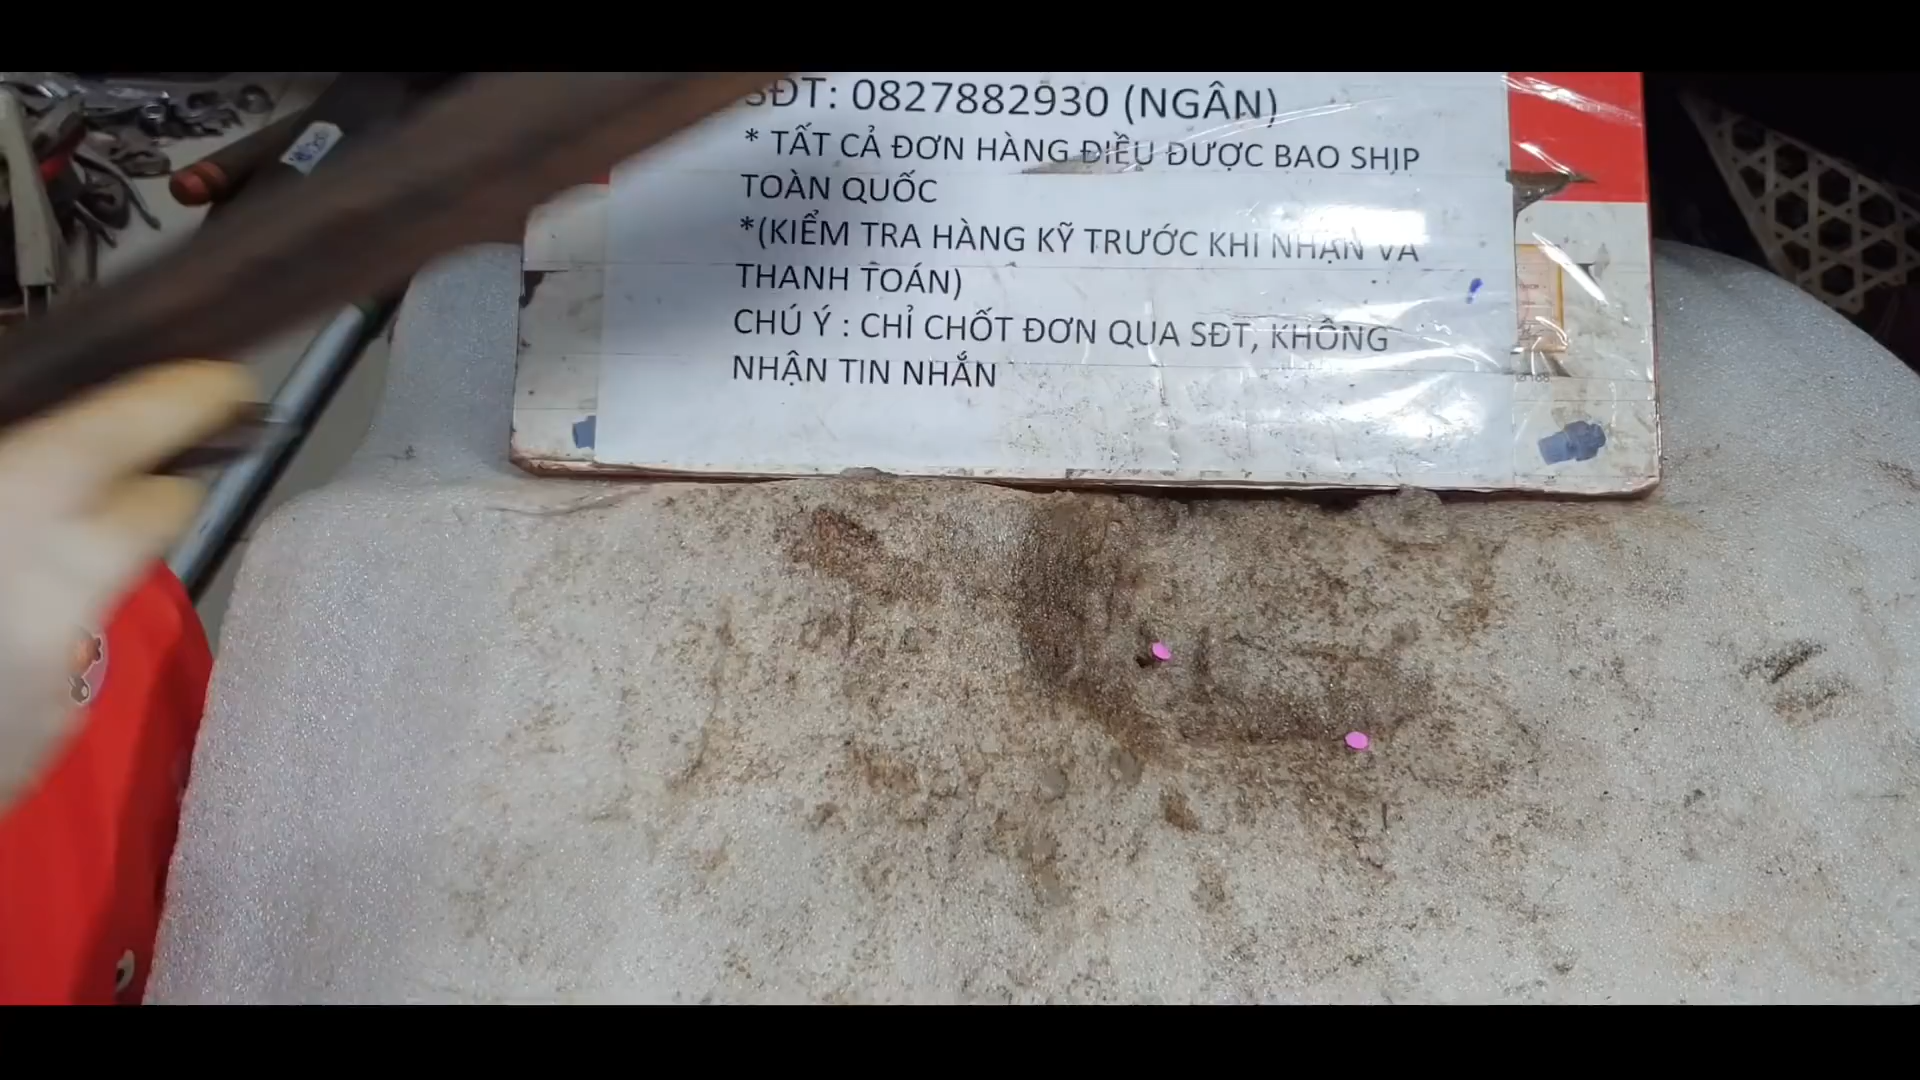 SĐT: 0827882930 (NGÂN)
* TẤT CẢ ĐƠN HÀNG ĐIỀU ĐƯỢC BAO SHIP
TOÀN QUỐC
*(KIỂM TRA HÀNG KỸ TRƯỚC KHI NHẬN VÀ
THANH TOÁN)
CHÚ Ý : CHỈ CHỐT ĐƠN QUA SĐT, KHÔNG
NHẬN TIN NHẮN